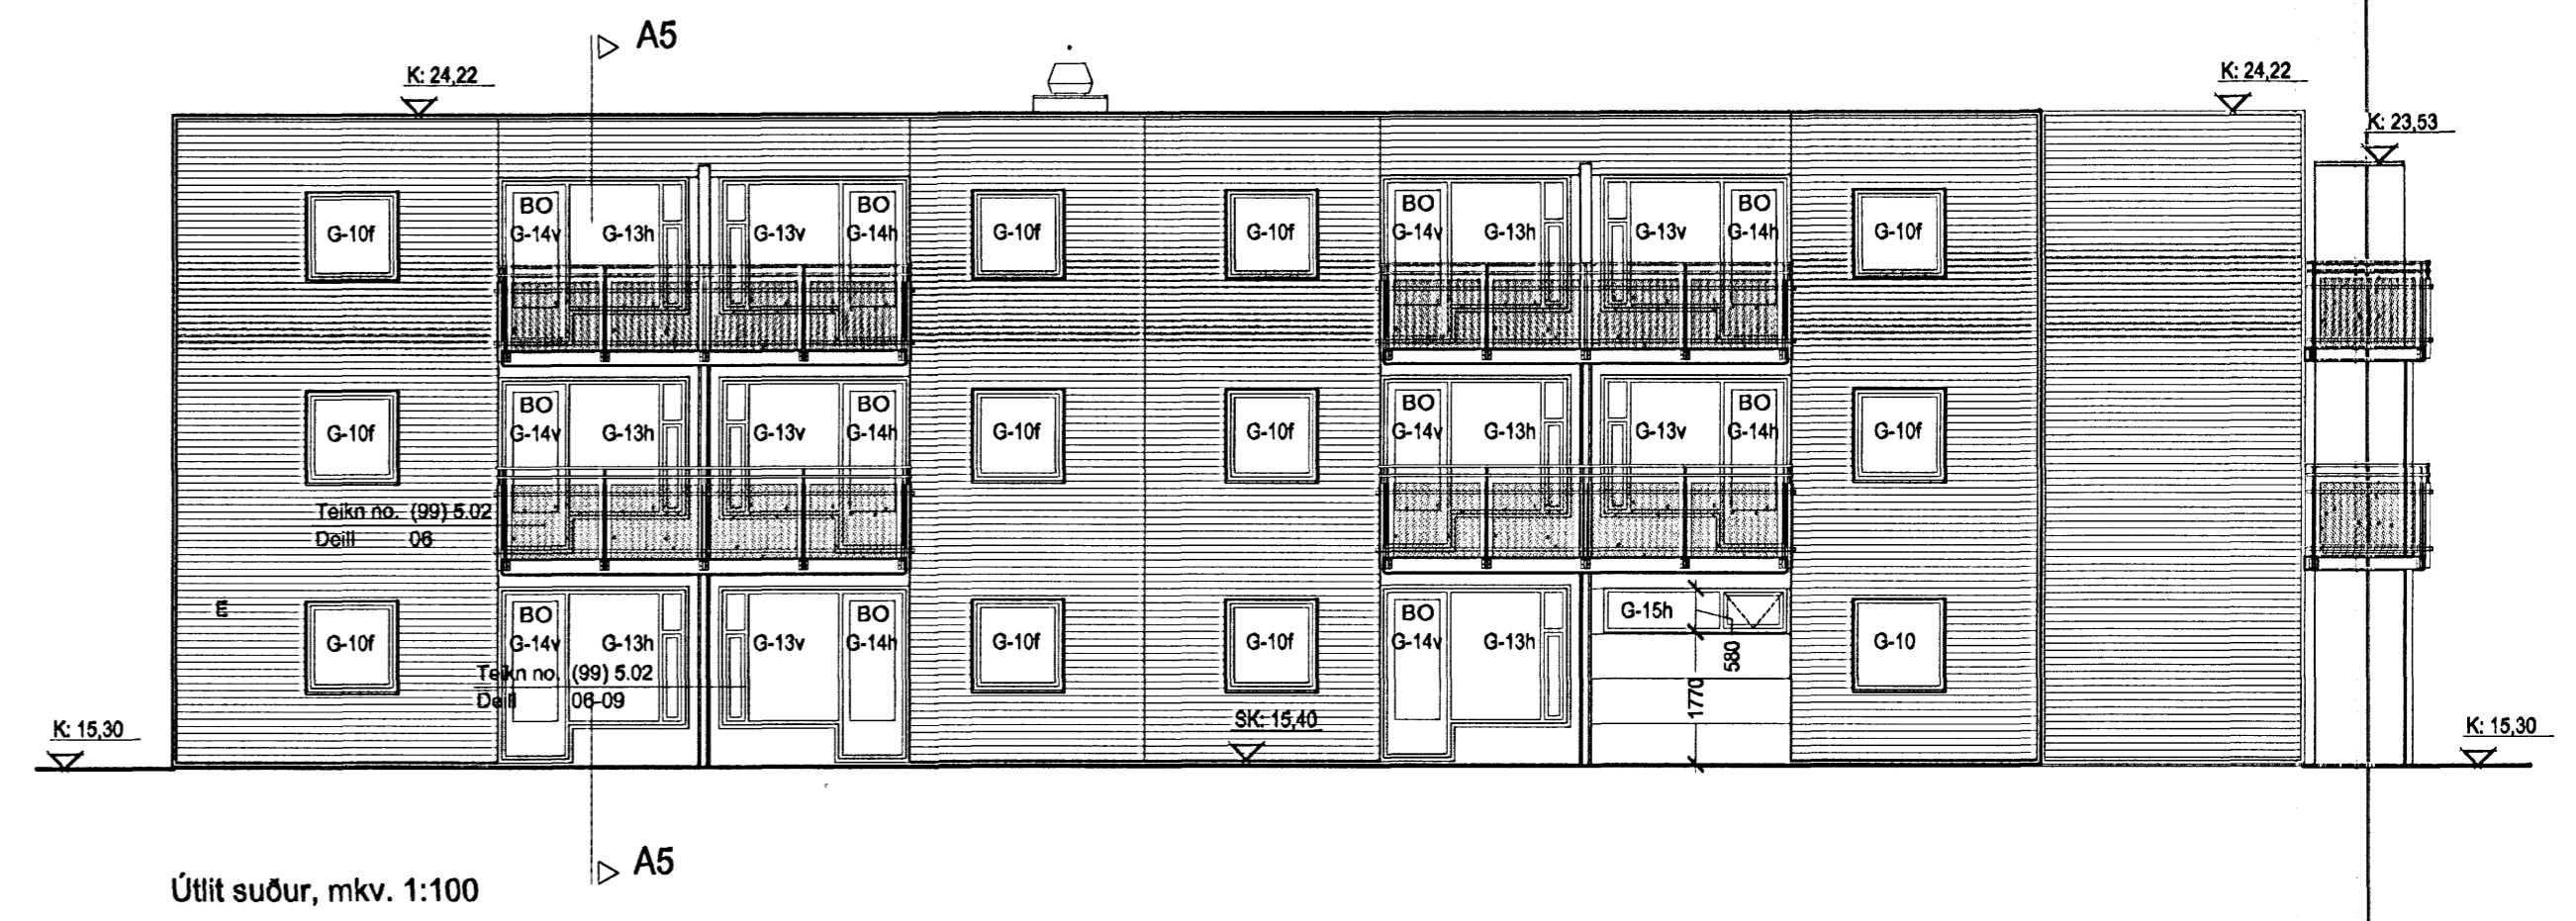 A5
K: 24,22
K: 24,22
K: 23,53
BO BO BO BO
G-10f G-14v G-13h G-13v G-14h G-10f G-10f G-14v G-13h G-13v G-14h G-10f
BO BO BO BO
G-10f G-14v G-13h G-13v G-14h G-10f G-10f G-14v G-13h G-13v G-14h G-10f
Teikn no. (99) 5.02
Deill 06
E
BO BO BO G-15h
G-10f G-14v G-13h G-13v G-14h G-10f G-10f G-14v G-13h G-10
580
1770
Teikn no. (99) 5.02
Deill 06-09
K: 15,30
SK: 15,40
K: 15,30
A5
Útlit suður, mkv. 1:100